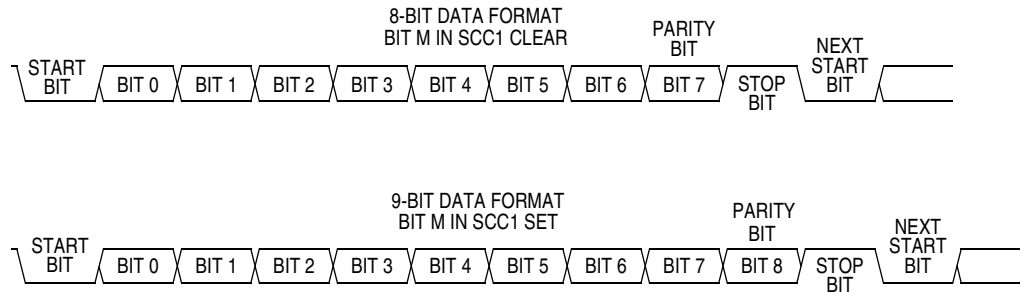 8-BIT DATA FORMAT
BIT M IN SCC1 CLEAR
PARITY
BIT
NEXT
START
BIT
START
BIT
BIT 0
BIT 1
BIT 2
BIT 3
BIT 4
BIT 5
BIT 6
BIT 7
STOP
BIT
9-BIT DATA FORMAT
BIT M IN SCC1 SET
PARITY
BIT
NEXT
START
BIT
START
BIT
BIT 0
BIT 1
BIT 2
BIT 3
BIT 4
BIT 5
BIT 6
BIT 7
BIT 8
STOP
BIT